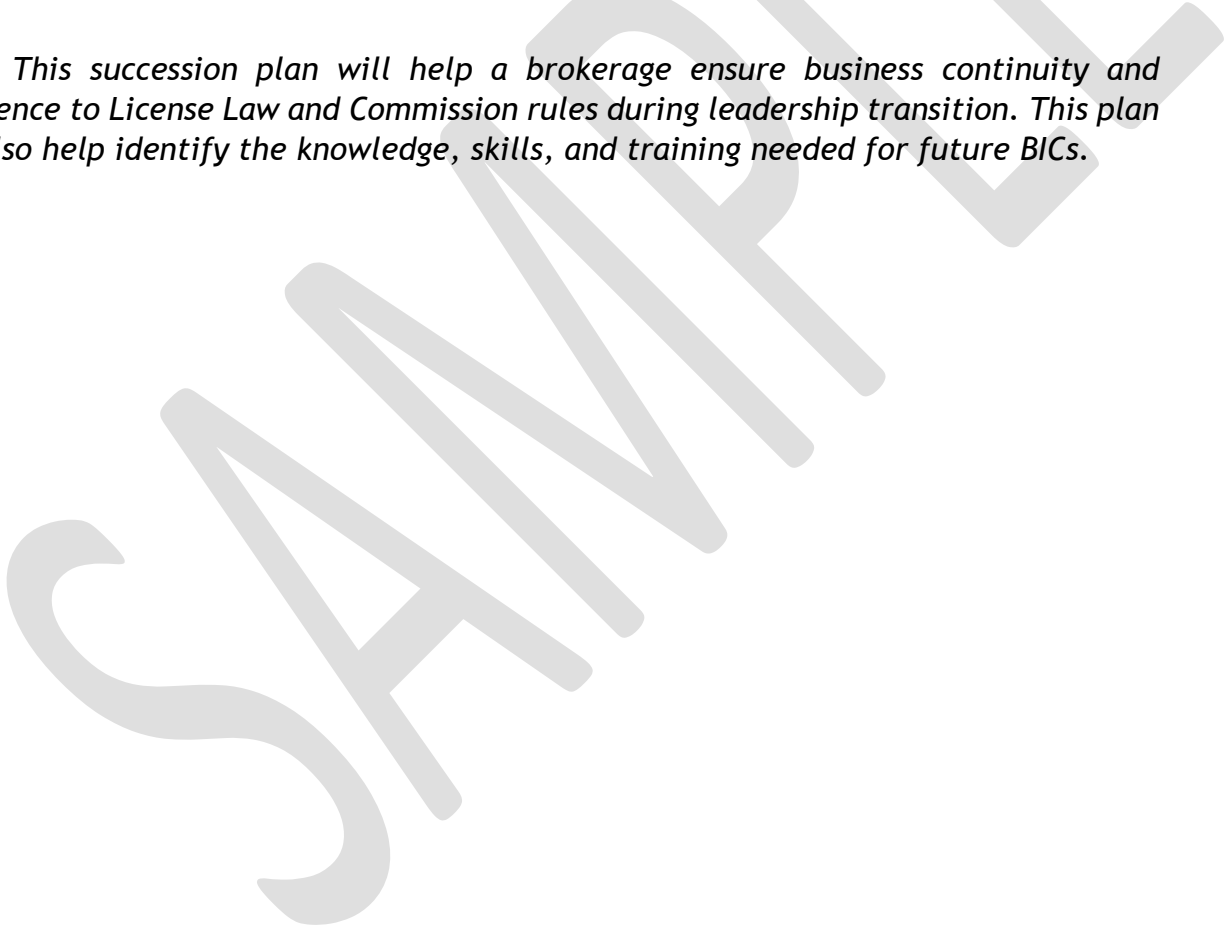 This succession plan will help a brokerage ensure business continuity and
ence to License Law and Commission rules during leadership transition. This plan
so help identify the knowledge, skills, and training needed for future BICs.
SAMPLE